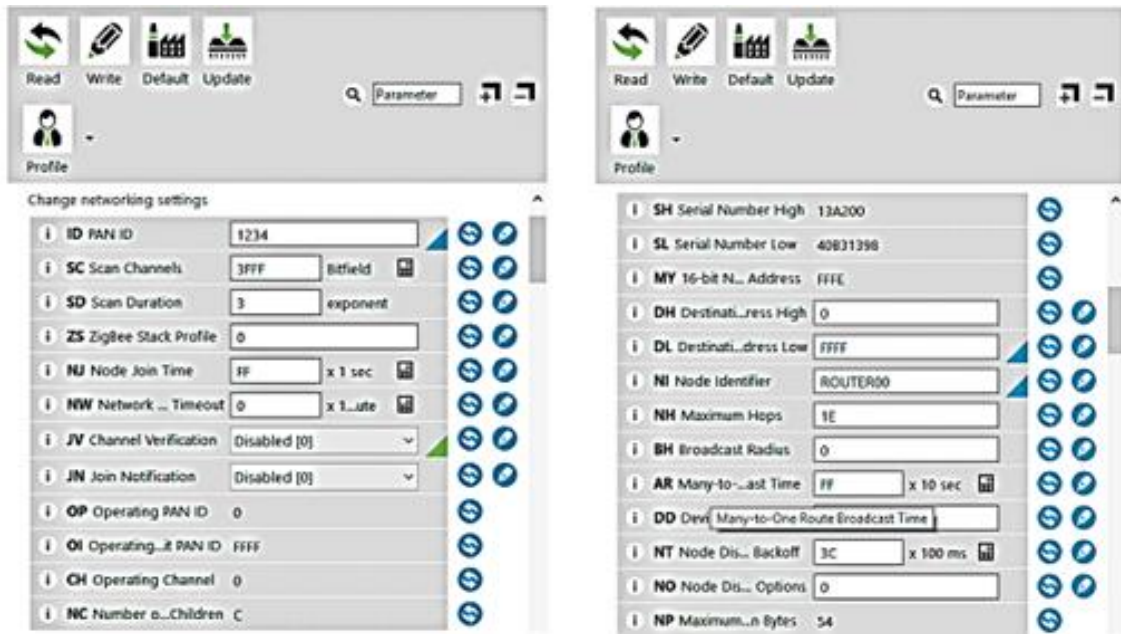 Read Write Default Update
Parameter
Profile
Change networking settings
i ID PAN ID 1234
i SC Scan Channels 3FFF Bitfield
i SD Scan Duration 3 exponent
i ZS ZigBee Stack Profile 0
i NJ Node Join Time FF x 1 sec
i NW Network ... Timeout 0 x 1...ute
i JV Channel Verification Disabled [0]
i JN Join Notification Disabled [0]
i OP Operating PAN ID 0
i OI Operating...it PAN ID FFFF
i CH Operating Channel 0
i NC Number o...Children C
Read Write Default Update
Parameter
Profile
i SH Serial Number High 13A200
i SL Serial Number Low 40B31398
i MY 16-bit N... Address FFFE
i DH Destinati...ress High 0
i DL Destinati...dress Low FFFF
i NI Node Identifier ROUTER00
i NH Maximum Hops 1E
i BH Broadcast Radius 0
i AR Many-to-...ast Time FF x 10 sec
i DD Devi Many-to-One Route Broadcast Time
i NT Node Dis... Backoff 3C x 100 ms
i NO Node Dis... Options 0
i NP Maximum...n Bytes 54